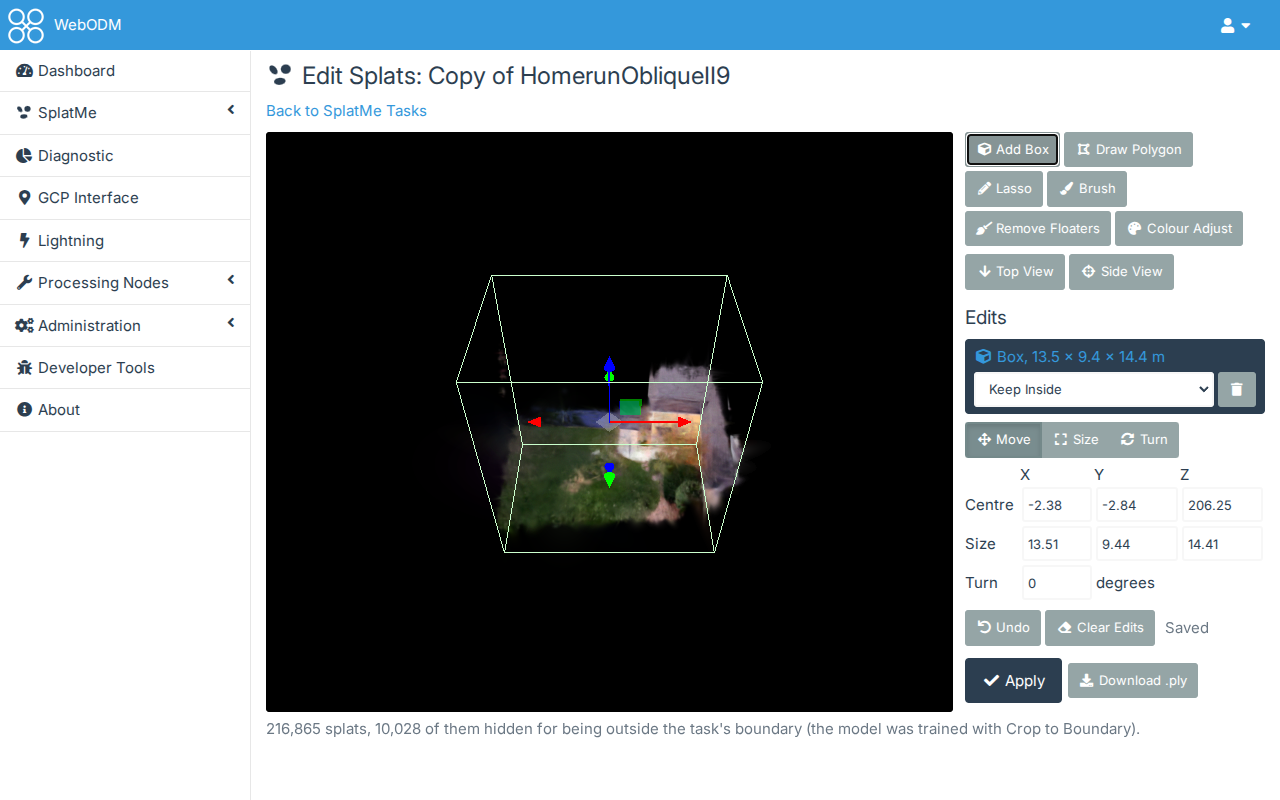 WebODM
Dashboard
SplatMe
Diagnostic
GCP Interface
Lightning
Processing Nodes
Administration
Developer Tools
About
Edit Splats: Copy of HomerunObliqueII9
Back to SplatMe Tasks
Add Box
Draw Polygon
Lasso
Brush
Remove Floaters
Colour Adjust
Top View
Side View
Edits
Box, 13.5 × 9.4 × 14.4 m
Keep Inside
Move
Size
Turn
X Y Z
Centre -2.38 -2.84 206.25
Size 13.51 9.44 14.41
Turn 0 degrees
Undo
Clear Edits
Saved
Apply
Download .ply
216,865 splats, 10,028 of them hidden for being outside the task's boundary (the model was trained with Crop to Boundary).